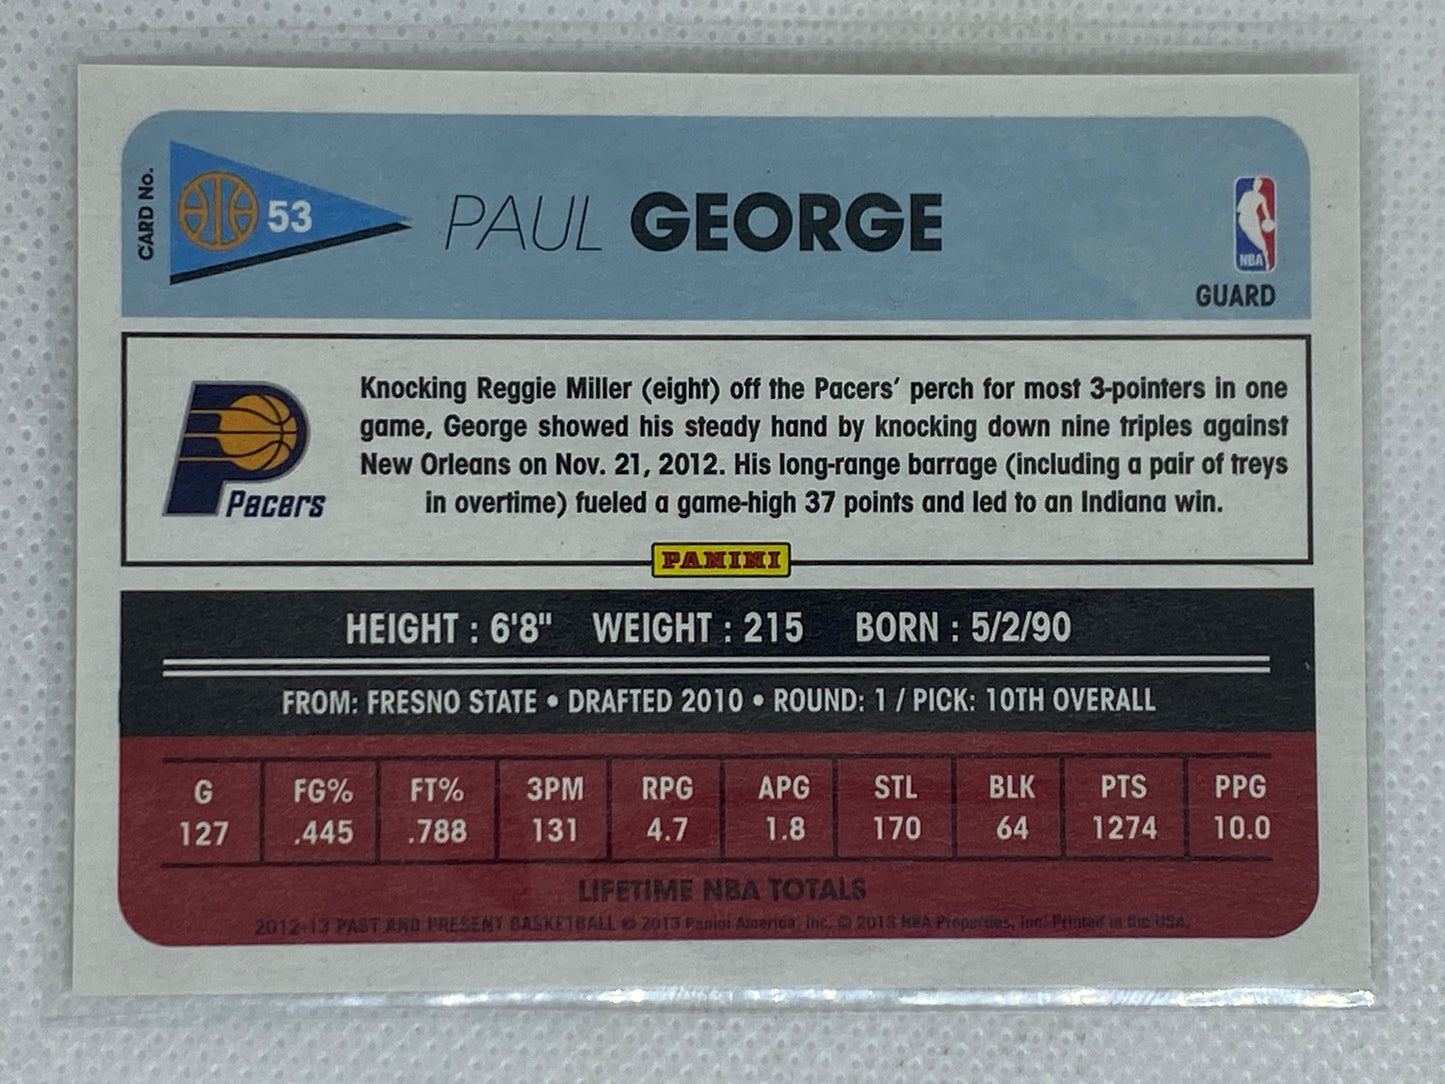 CARD No.
53
PAUL GEORGE
NBA
GUARD
Pacers
Knocking Reggie Miller (eight) off the Pacers' perch for most 3-pointers in one
game, George showed his steady hand by knocking down nine triples against
New Orleans on Nov. 21, 2012. His long-range barrage (including a pair of treys
in overtime) fueled a game-high 37 points and led to an Indiana win.
PANINI
HEIGHT : 6'8" WEIGHT : 215 BORN : 5/2/90
FROM: FRESNO STATE • DRAFTED 2010 • ROUND: 1 / PICK: 10TH OVERALL
G FG% FT% 3PM RPG APG STL BLK PTS PPG
127 .445 .788 131 4.7 1.8 170 64 1274 10.0
LIFETIME NBA TOTALS
2012-13 PAST AND PRESENT BASKETBALL © 2013 Panini America, Inc. © 2013 NBA Properties, Inc. Printed in the USA.